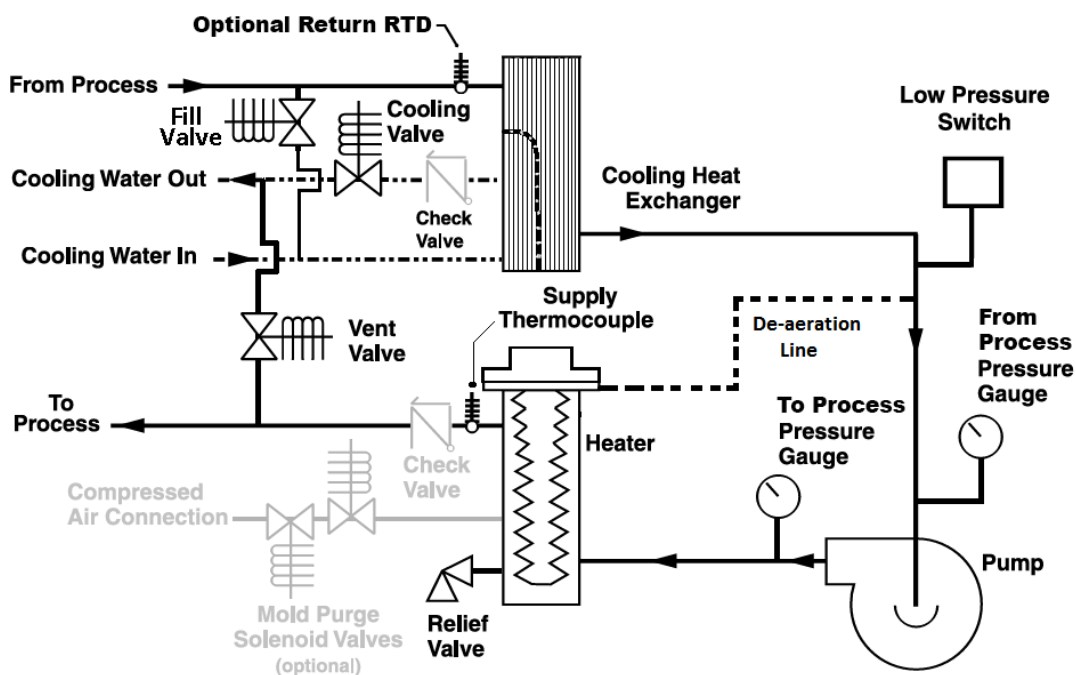 Optional Return RTD
From Process
Fill
Valve
Cooling
Valve
Low Pressure
Switch
Cooling Water Out
Check
Valve
Cooling Heat
Exchanger
Cooling Water In
Supply
Thermocouple
Vent
Valve
De-aeration
Line
From
Process
Pressure
Gauge
To
Process
To Process
Pressure
Gauge
Heater
Check
Valve
Compressed
Air Connection
Pump
Mold Purge
Solenoid Valves
(optional)
Relief
Valve